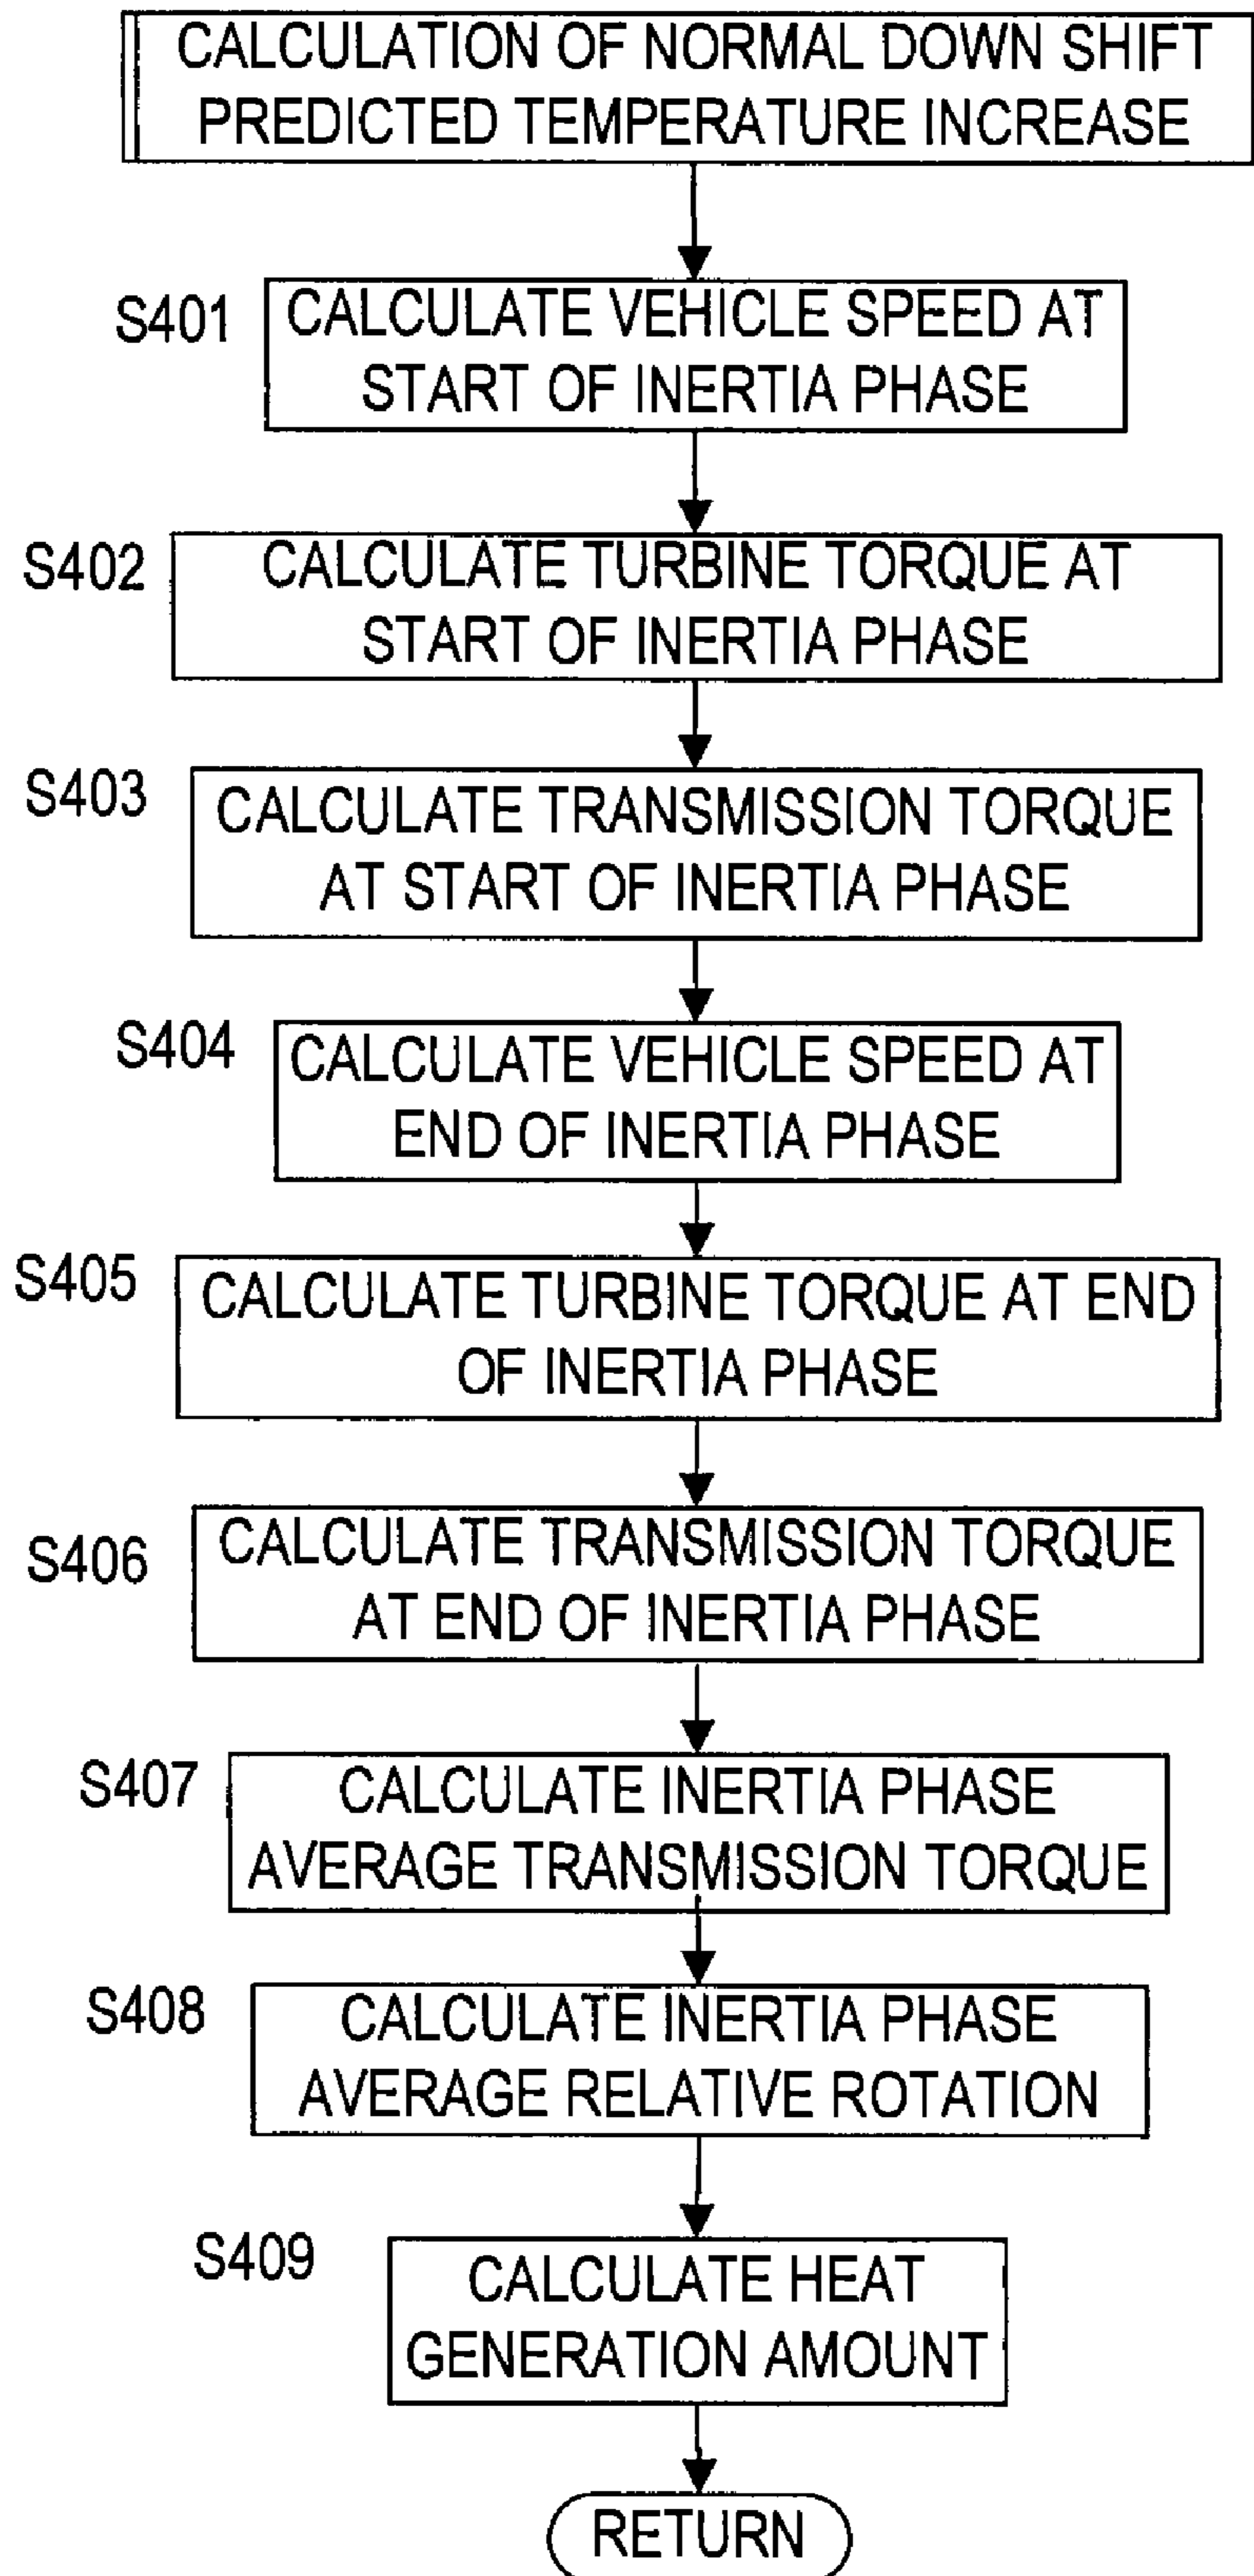 CALCULATION OF NORMAL DOWN SHIFT
PREDICTED TEMPERATURE INCREASE
S401
CALCULATE VEHICLE SPEED AT
START OF INERTIA PHASE
S402
CALCULATE TURBINE TORQUE AT
START OF INERTIA PHASE
S403
CALCULATE TRANSMISSION TORQUE
AT START OF INERTIA PHASE
S404
CALCULATE VEHICLE SPEED AT
END OF INERTIA PHASE
S405
CALCULATE TURBINE TORQUE AT END
OF INERTIA PHASE
S406
CALCULATE TRANSMISSION TORQUE
AT END OF INERTIA PHASE
S407
CALCULATE INERTIA PHASE
AVERAGE TRANSMISSION TORQUE
S408
CALCULATE INERTIA PHASE
AVERAGE RELATIVE ROTATION
S409
CALCULATE HEAT
GENERATION AMOUNT
RETURN